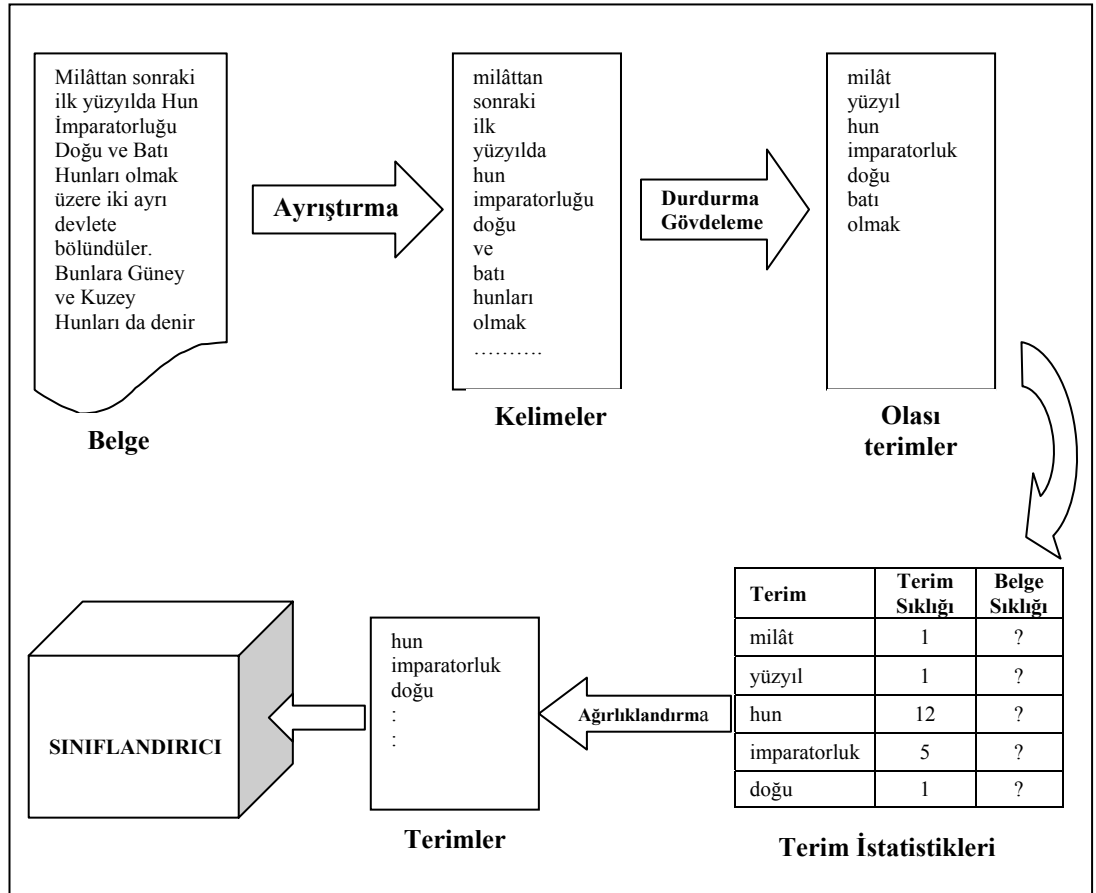 Milâttan sonraki
ilk yüzyılda Hun
İmparatorluğu
Doğu ve Batı
Hunları olmak
üzere iki ayrı
devlete
bölündüler.
Bunlara Güney
ve Kuzey
Hunları da denir
Belge
Ayrıştırma
milâttan
sonraki
ilk
yüzyılda
hun
imparatorluğu
doğu
ve
batı
hunları
olmak
……….
Kelimeler
Durdurma
Gövdeleme
milât
yüzyıl
hun
imparatorluk
doğu
batı
olmak
Olası
terimler
Terim Terim Sıklığı Belge Sıklığı
milât 1 ?
yüzyıl 1 ?
hun 12 ?
imparatorluk 5 ?
doğu 1 ?
Terim İstatistikleri
Ağırlıklandırma
hun
imparatorluk
doğu
:
:
Terimler
SINIFLANDIRICI